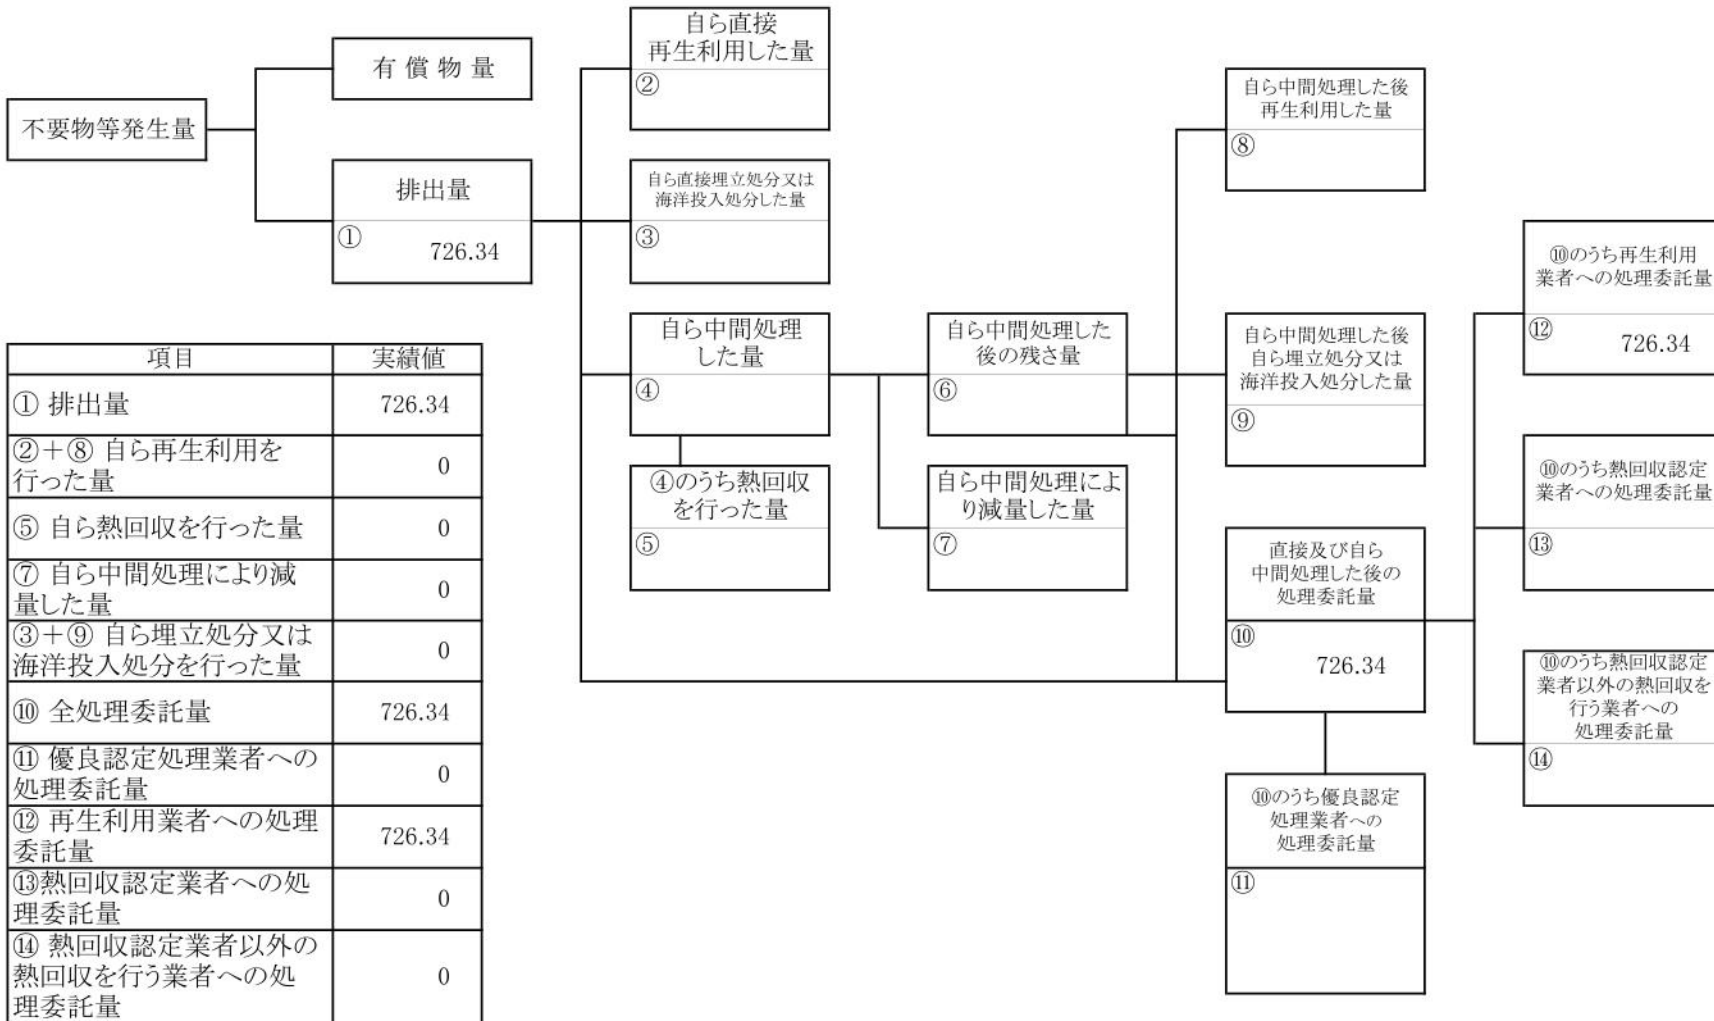 不要物等発生量
有償物量
排出量
①
726.34
自ら直接
再生利用した量
②
自ら直接埋立処分又は
海洋投入処分した量
③
自ら中間処理
した量
④
④のうち熱回収
を行った量
⑤
自ら中間処理した
後の残さ量
⑥
自ら中間処理によ
り減量した量
⑦
自ら中間処理した後
再生利用した量
⑧
自ら中間処理した後
自ら埋立処分又は
海洋投入処分した量
⑨
直接及び自ら
中間処理した後の
処理委託量
⑩
726.34
⑩のうち優良認定
処理業者への
処理委託量
⑪
⑩のうち再生利用
業者への処理委託量
⑫
726.34
⑩のうち熱回収認定
業者への処理委託量
⑬
⑩のうち熱回収認定
業者以外の熱回収を
行う業者への
処理委託量
⑭
項目 実績値
① 排出量 726.34
②+⑧ 自ら再生利用を
行った量 0
⑤ 自ら熱回収を行った量 0
⑦ 自ら中間処理により減
量した量 0
③+⑨ 自ら埋立処分又は
海洋投入処分を行った量 0
⑩ 全処理委託量 726.34
⑪ 優良認定処理業者への
処理委託量 0
⑫ 再生利用業者への処理
委託量 726.34
⑬熱回収認定業者への処
理委託量 0
⑭ 熱回収認定業者以外の
熱回収を行う業者への処
理委託量 0